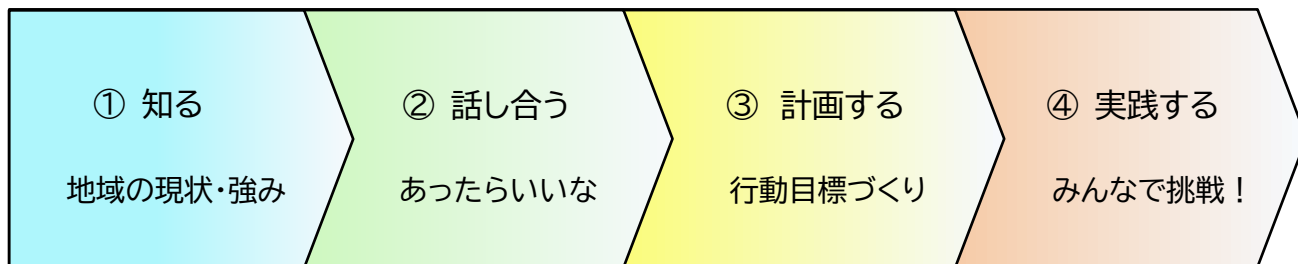 ① 知る
地域の現状・強み
② 話し合う
あったらいいな
③ 計画する
行動目標づくり
④ 実践する
みんなで挑戦！